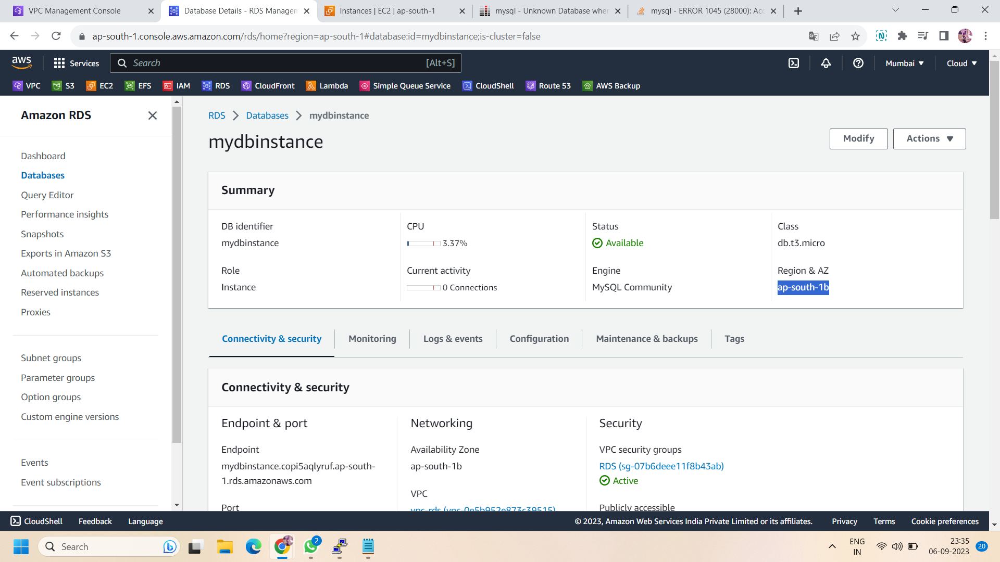 VPC Management Console
Database Details - RDS Managem
Instances | EC2 | ap-south-1
mysql - Unknown Database wher
mysql - ERROR 1045 (28000): Acc
ap-south-1.console.aws.amazon.com/rds/home?region=ap-south-1#database:id=mydbinstance;is-cluster=false
aws
Services
Search
[Alt+S]
Mumbai
Cloud
VPC
S3
EC2
EFS
IAM
RDS
CloudFront
Lambda
Simple Queue Service
CloudShell
Route 53
AWS Backup
Amazon RDS
Dashboard
Databases
Query Editor
Performance insights
Snapshots
Exports in Amazon S3
Automated backups
Reserved instances
Proxies
Subnet groups
Parameter groups
Option groups
Custom engine versions
Events
Event subscriptions
RDS > Databases > mydbinstance
mydbinstance
Modify
Actions
Summary
DB identifier
mydbinstance
CPU
3.37%
Status
Available
Class
db.t3.micro
Role
Instance
Current activity
0 Connections
Engine
MySQL Community
Region & AZ
ap-south-1b
Connectivity & security
Monitoring
Logs & events
Configuration
Maintenance & backups
Tags
Connectivity & security
Endpoint & port
Endpoint
mydbinstance.copi5aqlyruf.ap-south-
1.rds.amazonaws.com
Port
Networking
Availability Zone
ap-south-1b
VPC
vpc-rds (vpc-0e5b952e873c39515)
Security
VPC security groups
RDS (sg-07b6deee11f8b43ab)
Active
Publicly accessible
CloudShell
Feedback
Language
© 2023, Amazon Web Services India Private Limited or its affiliates.
Privacy
Terms
Cookie preferences
Search
2
ENG
IN
23:35
06-09-2023
20